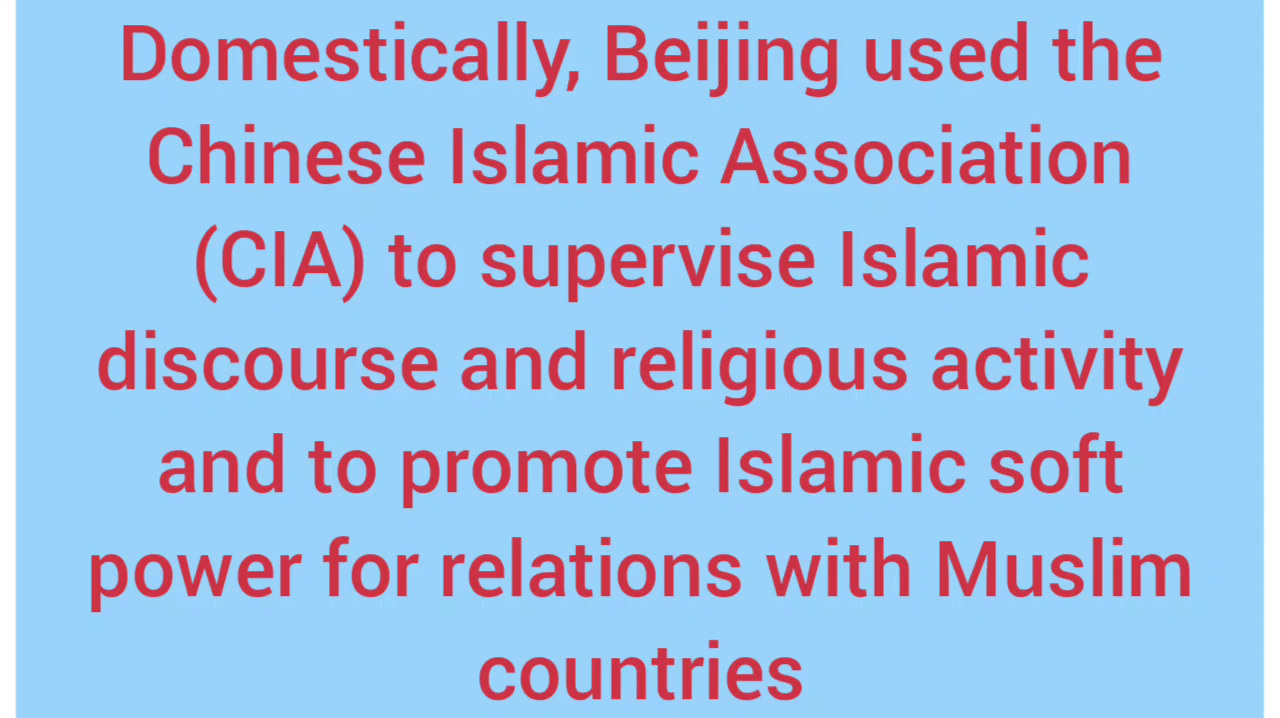 Domestically, Beijing used the
Chinese Islamic Association
(CIA) to supervise Islamic
discourse and religious activity
and to promote Islamic soft
power for relations with Muslim
countries